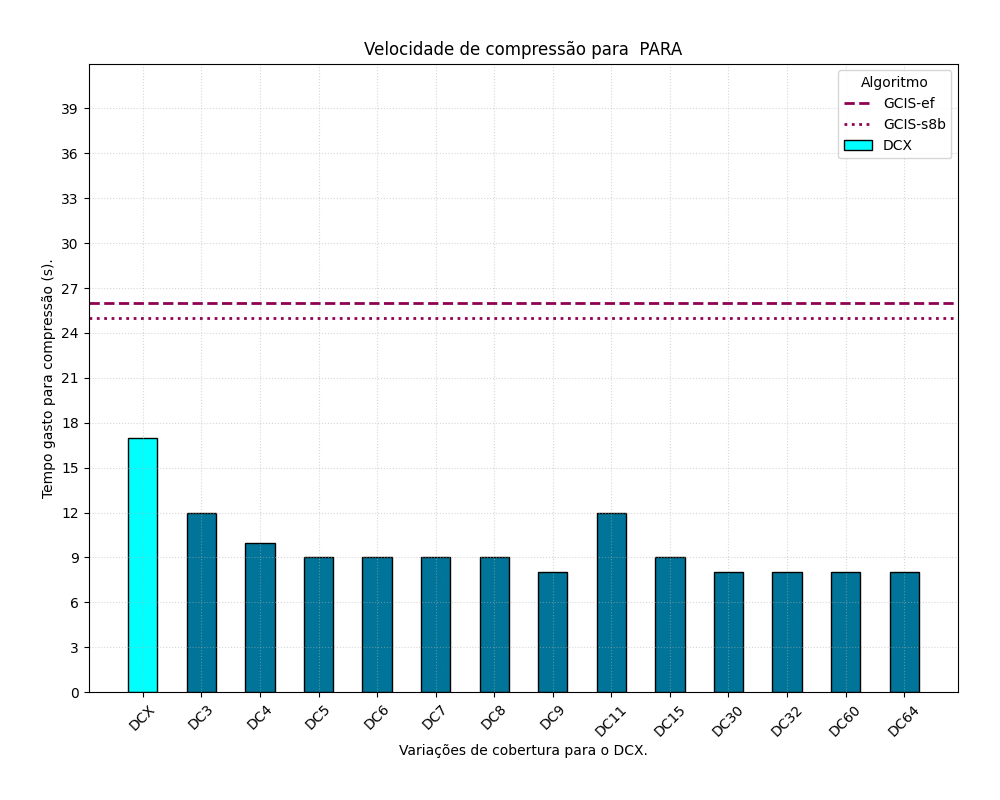 Velocidade de compressão para  PARA
Algoritmo
GCIS-ef
GCIS-s8b
DCX
Tempo gasto para compressão (s).
39
36
33
30
27
24
21
18
15
12
9
6
3
0
DCX
DC3
DC4
DC5
DC6
DC7
DC8
DC9
DC11
DC15
DC30
DC32
DC60
DC64
Variações de cobertura para o DCX.